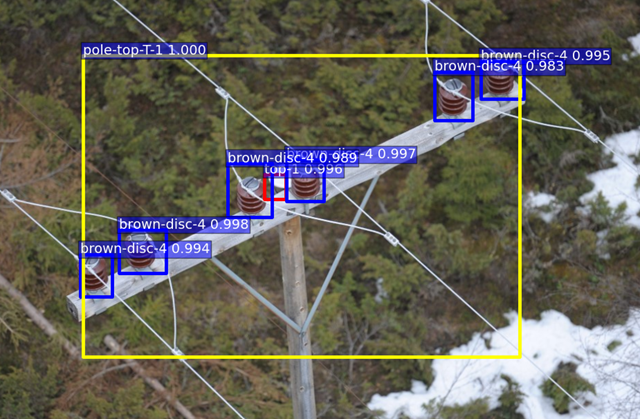 pole-top-T-1 1.000
brown-disc-4 0.995
brown-disc-4 0.983
brown-disc-4 0.997
brown-disc-4 0.989
top-1 0.996
brown-disc-4 0.998
brown-disc-4 0.994